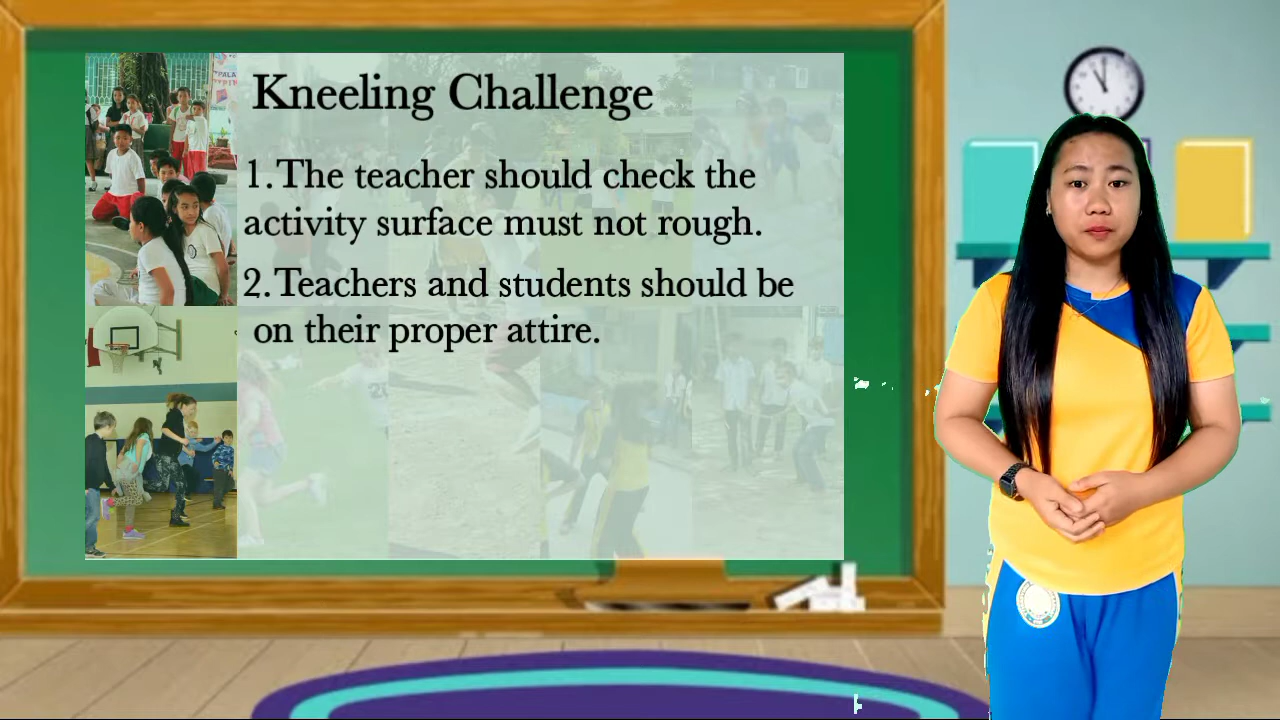 Kneeling Challenge
1.The teacher should check the
activity surface must not rough.
2.Teachers and students should be
on their proper attire.